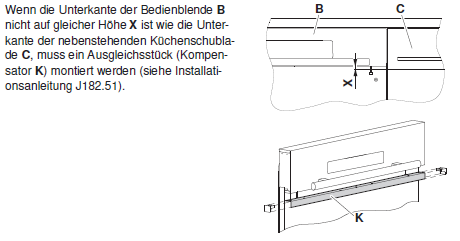 Wenn die Unterkante der Bedienblende B
nicht auf gleicher Höhe X ist wie die Unter-
kante der nebenstehenden Küchenschubla-
de C, muss ein Ausgleichsstück (Kompen-
sator K) montiert werden (siehe Installati-
onsanleitung J182.51).
B
C
X
K